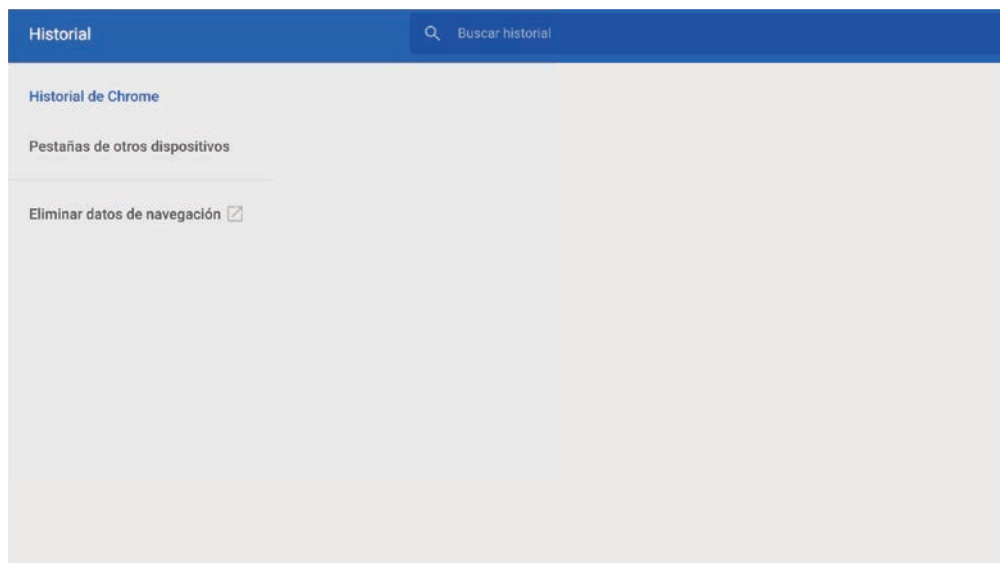 Historial
Buscar historial
Historial de Chrome
Pestañas de otros dispositivos
Eliminar datos de navegación